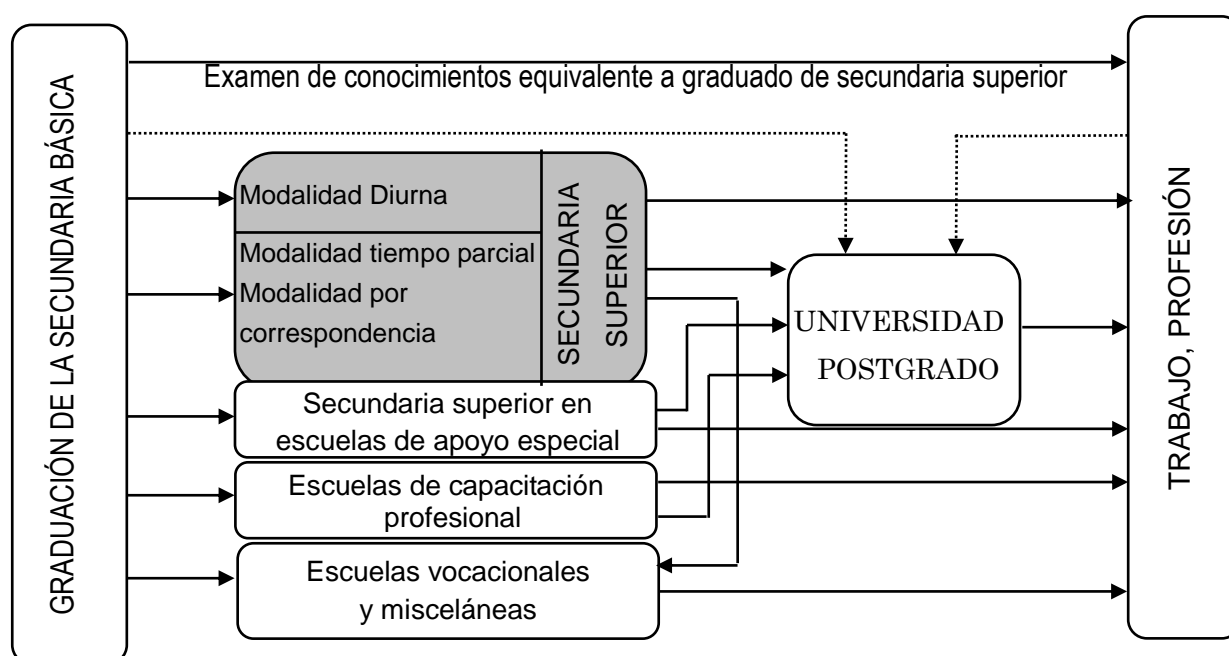 GRADUACIÓN DE LA SECUNDARIA BÁSICA
Examen de conocimientos equivalente a graduado de secundaria superior
Modalidad Diurna
Modalidad tiempo parcial
Modalidad por
correspondencia
SECUNDARIA
SUPERIOR
Secundaria superior en
escuelas de apoyo especial
Escuelas de capacitación
profesional
Escuelas vocacionales
y misceláneas
UNIVERSIDAD
POSTGRADO
TRABAJO, PROFESIÓN